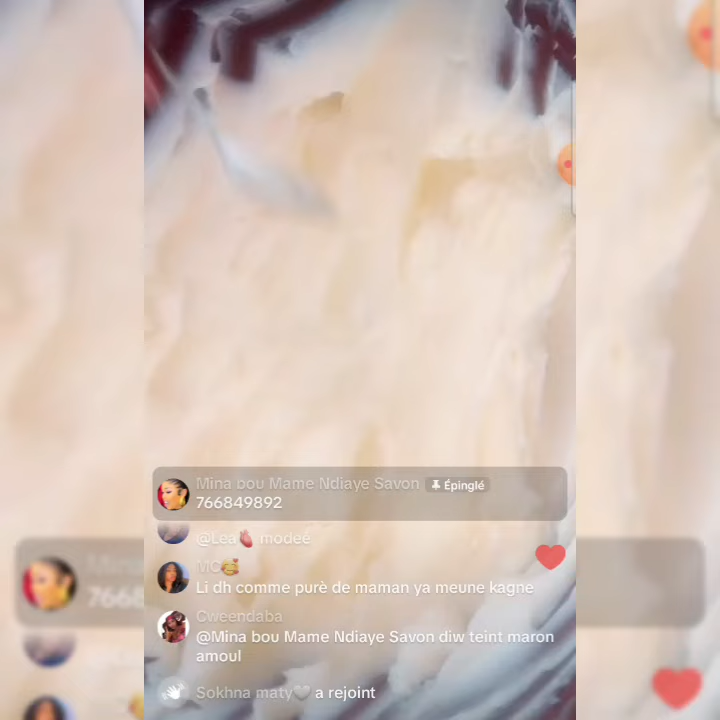 Mina bou Mame Ndiaye Savon Épinglé
766849892
@Lea🫀 modeé
MC🥰
Li dh comme purè de maman ya meune kagne
Cweendaba
@Mina bou Mame Ndiaye Savon diw teint maron
amoul
Sokhna maty🤍 a rejoint